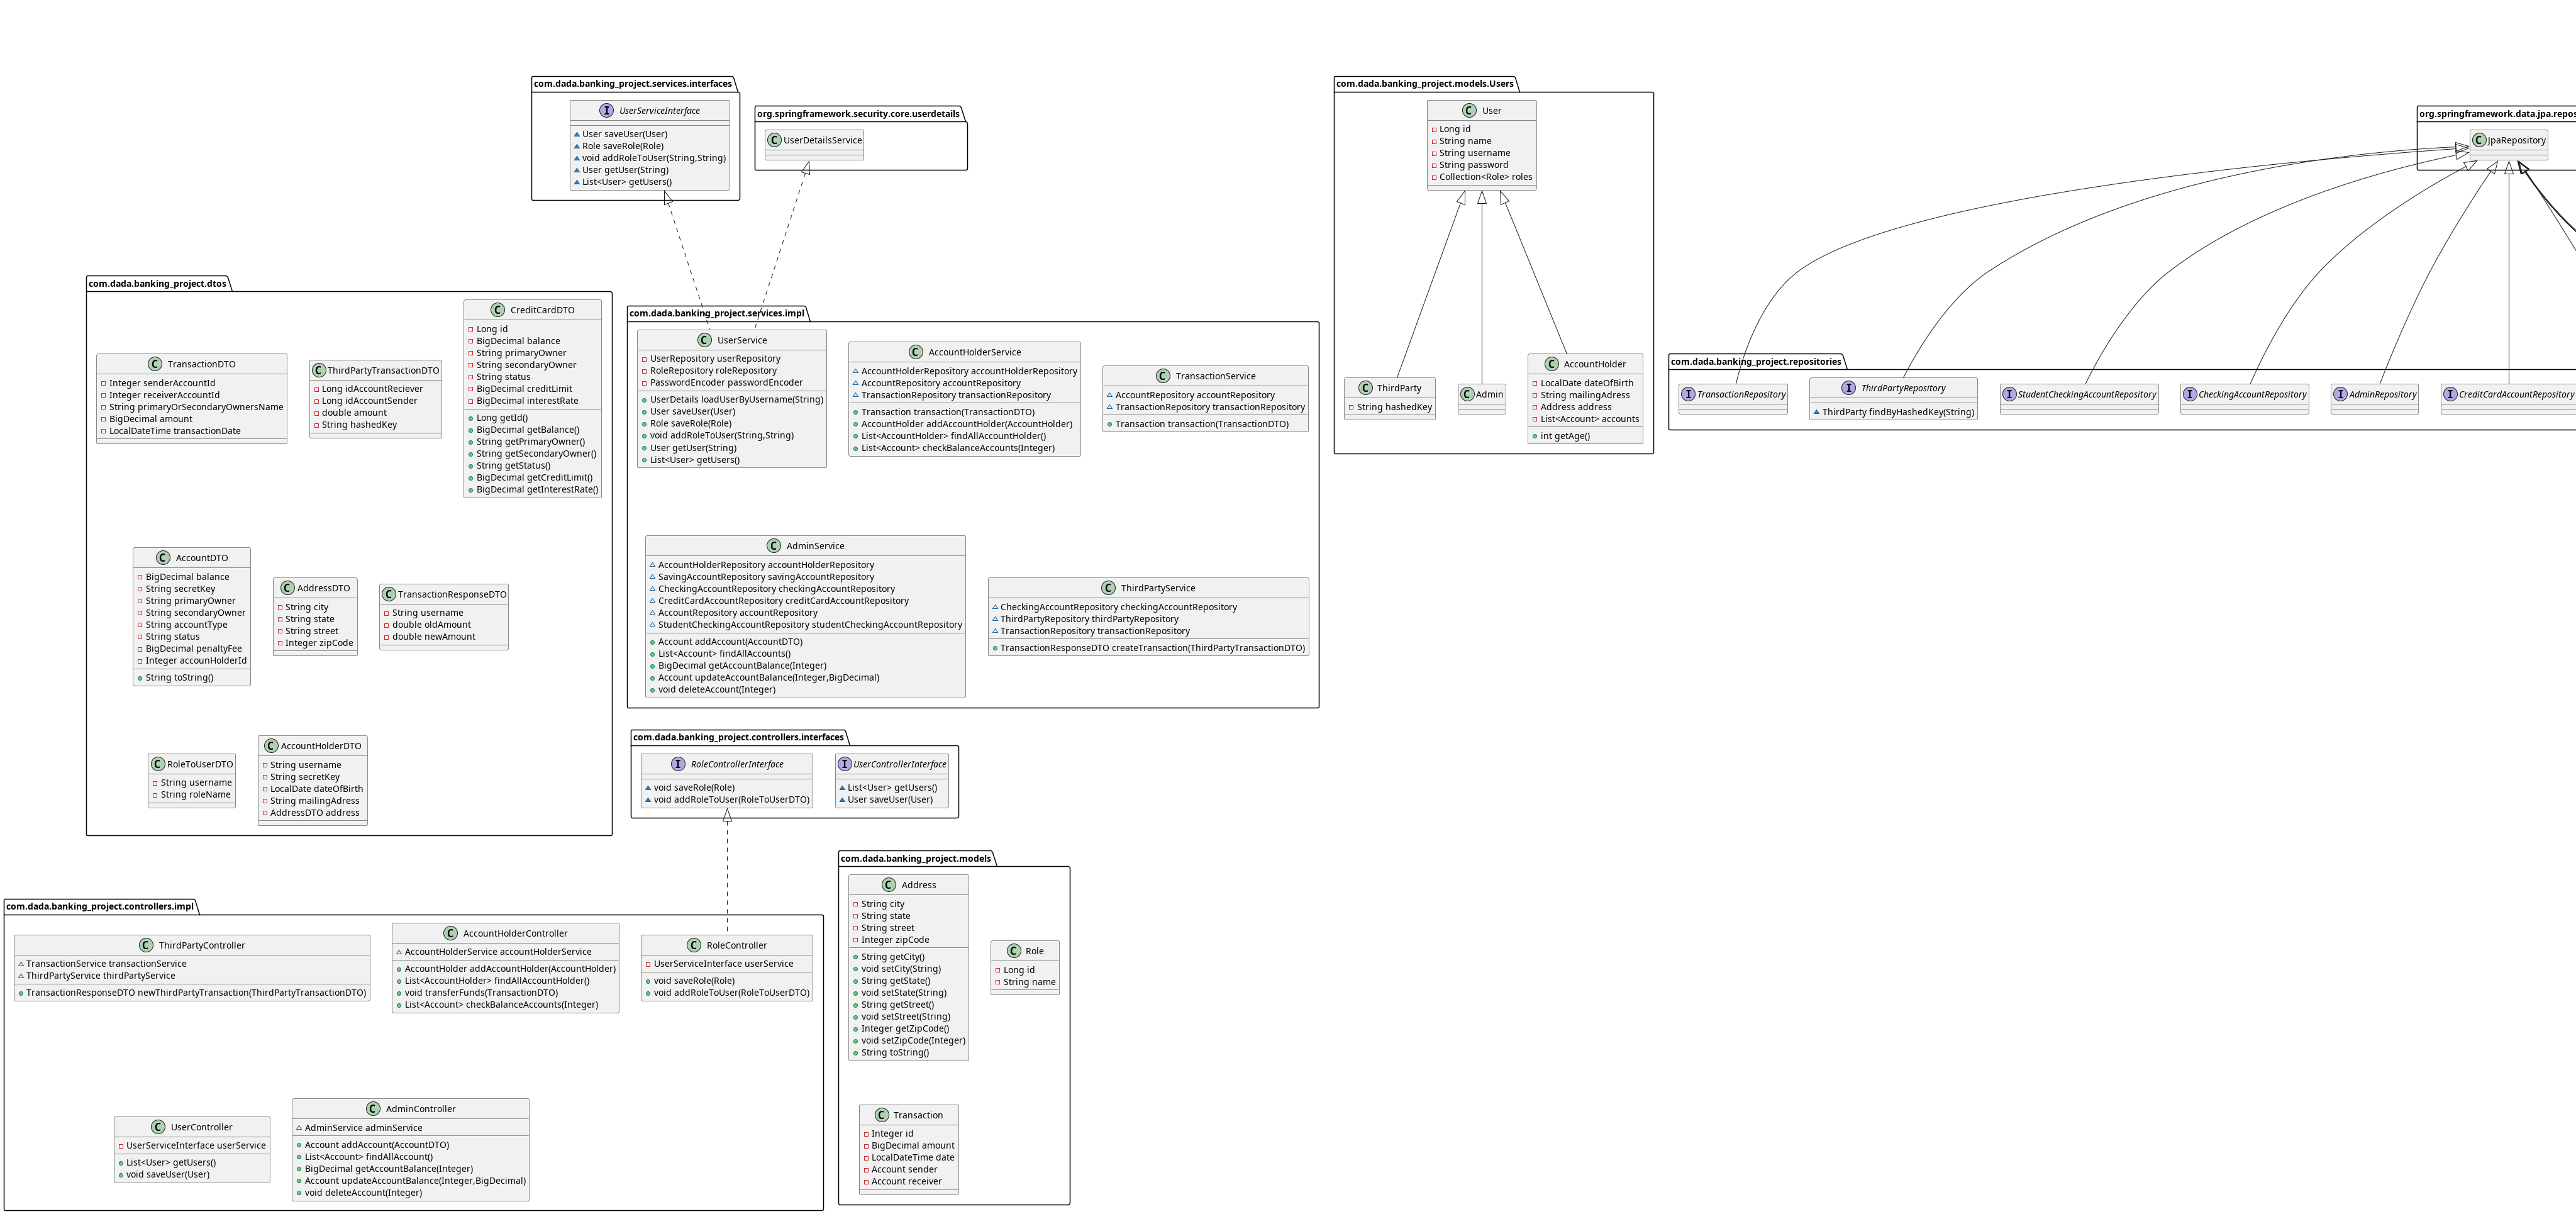 com.dada.banking_project.services.interfaces
UserServiceInterface
User saveUser(User)
Role saveRole(Role)
void addRoleToUser(String,String)
User getUser(String)
List<User> getUsers()
org.springframework.security.core.userdetails
UserDetailsService
com.dada.banking_project.models.Users
User
Long id
String name
String username
String password
Collection<Role> roles
ThirdParty
String hashedKey
Admin
AccountHolder
LocalDate dateOfBirth
String mailingAdress
Address address
List<Account> accounts
int getAge()
org.springframework.data.jpa.repos
JpaRepository
com.dada.banking_project.repositories
TransactionRepository
ThirdPartyRepository
ThirdParty findByHashedKey(String)
StudentCheckingAccountRepository
CheckingAccountRepository
AdminRepository
CreditCardAccountRepository
com.dada.banking_project.dtos
TransactionDTO
Integer senderAccountId
Integer receiverAccountId
String primaryOrSecondaryOwnersName
BigDecimal amount
LocalDateTime transactionDate
ThirdPartyTransactionDTO
Long idAccountReciever
Long idAccountSender
double amount
String hashedKey
CreditCardDTO
Long id
BigDecimal balance
String primaryOwner
String secondaryOwner
String status
BigDecimal creditLimit
BigDecimal interestRate
Long getId()
BigDecimal getBalance()
String getPrimaryOwner()
String getSecondaryOwner()
String getStatus()
BigDecimal getCreditLimit()
BigDecimal getInterestRate()
AccountDTO
BigDecimal balance
String secretKey
String primaryOwner
String secondaryOwner
String accountType
String status
BigDecimal penaltyFee
Integer accounHolderId
String toString()
AddressDTO
String city
String state
String street
Integer zipCode
TransactionResponseDTO
String username
double oldAmount
double newAmount
RoleToUserDTO
String username
String roleName
AccountHolderDTO
String username
String secretKey
LocalDate dateOfBirth
String mailingAdress
AddressDTO address
com.dada.banking_project.services.impl
UserService
UserRepository userRepository
RoleRepository roleRepository
PasswordEncoder passwordEncoder
UserDetails loadUserByUsername(String)
User saveUser(User)
Role saveRole(Role)
void addRoleToUser(String,String)
User getUser(String)
List<User> getUsers()
AccountHolderService
AccountHolderRepository accountHolderRepository
AccountRepository accountRepository
TransactionRepository transactionRepository
Transaction transaction(TransactionDTO)
AccountHolder addAccountHolder(AccountHolder)
List<AccountHolder> findAllAccountHolder()
List<Account> checkBalanceAccounts(Integer)
TransactionService
AccountRepository accountRepository
TransactionRepository transactionRepository
Transaction transaction(TransactionDTO)
AdminService
AccountHolderRepository accountHolderRepository
SavingAccountRepository savingAccountRepository
CheckingAccountRepository checkingAccountRepository
CreditCardAccountRepository creditCardAccountRepository
AccountRepository accountRepository
StudentCheckingAccountRepository studentCheckingAccountRepository
Account addAccount(AccountDTO)
List<Account> findAllAccounts()
BigDecimal getAccountBalance(Integer)
Account updateAccountBalance(Integer,BigDecimal)
void deleteAccount(Integer)
ThirdPartyService
CheckingAccountRepository checkingAccountRepository
ThirdPartyRepository thirdPartyRepository
TransactionRepository transactionRepository
TransactionResponseDTO createTransaction(ThirdPartyTransactionDTO)
com.dada.banking_project.controllers.interfaces
RoleControllerInterface
void saveRole(Role)
void addRoleToUser(RoleToUserDTO)
UserControllerInterface
List<User> getUsers()
User saveUser(User)
com.dada.banking_project.controllers.impl
ThirdPartyController
TransactionService transactionService
ThirdPartyService thirdPartyService
TransactionResponseDTO newThirdPartyTransaction(ThirdPartyTransactionDTO)
AccountHolderController
AccountHolderService accountHolderService
AccountHolder addAccountHolder(AccountHolder)
List<AccountHolder> findAllAccountHolder()
void transferFunds(TransactionDTO)
List<Account> checkBalanceAccounts(Integer)
RoleController
UserServiceInterface userService
void saveRole(Role)
void addRoleToUser(RoleToUserDTO)
UserController
UserServiceInterface userService
List<User> getUsers()
void saveUser(User)
AdminController
AdminService adminService
Account addAccount(AccountDTO)
List<Account> findAllAccount()
BigDecimal getAccountBalance(Integer)
Account updateAccountBalance(Integer,BigDecimal)
void deleteAccount(Integer)
com.dada.banking_project.models
Address
String city
String state
String street
Integer zipCode
String getCity()
void setCity(String)
String getState()
void setState(String)
String getStreet()
void setStreet(String)
Integer getZipCode()
void setZipCode(Integer)
String toString()
Role
Long id
String name
Transaction
Integer id
BigDecimal amount
LocalDateTime date
Account sender
Account receiver